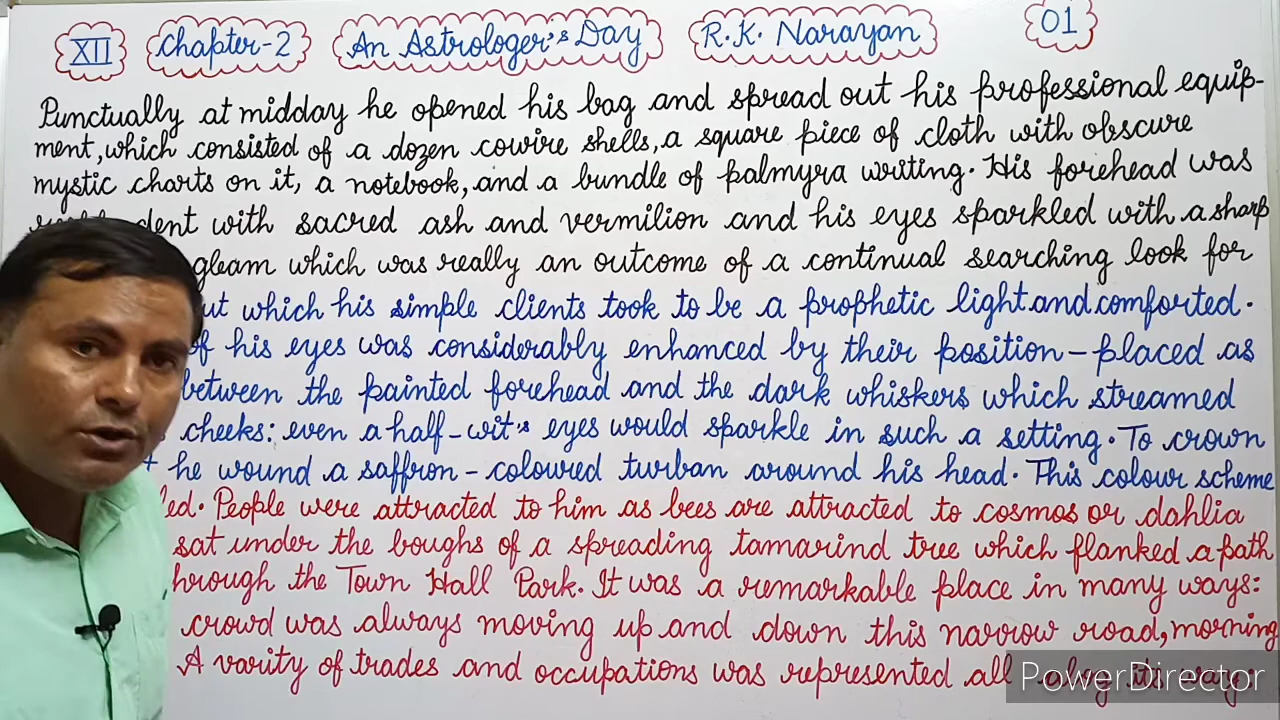 XII Chapter-2 An Astrologer's Day R.K. Narayan 01
Punctually at midday he opened his bag and spread out his professional equip-
ment, which consisted of a dozen cowire shells, a square piece of cloth with obscure
mystic charts on it, a notebook, and a bundle of palmyra writing. His forehead was
dent with sacred ash and vermilion and his eyes sparkled with a sharp
gleam which was really an outcome of a continual searching look for
ut which his simple clients took to be a prophetic light and comforted.
of his eyes was considerably enhanced by their position - placed as
between the painted forehead and the dark whiskers which streamed
cheeks: even a half-wit's eyes would sparkle in such a setting. To crown
he wound a saffron-coloured turban around his head. This colour scheme
led. People were attracted to him as bees are attracted to cosmos or dahlia
sat under the boughs of a spreading tamarind tree which flanked a path
hrough the Town Hall Park. It was a remarkable place in many ways:
crowd was always moving up and down this narrow road, morning
A varity of trades and occupations was represented all along its way:
PowerDirector